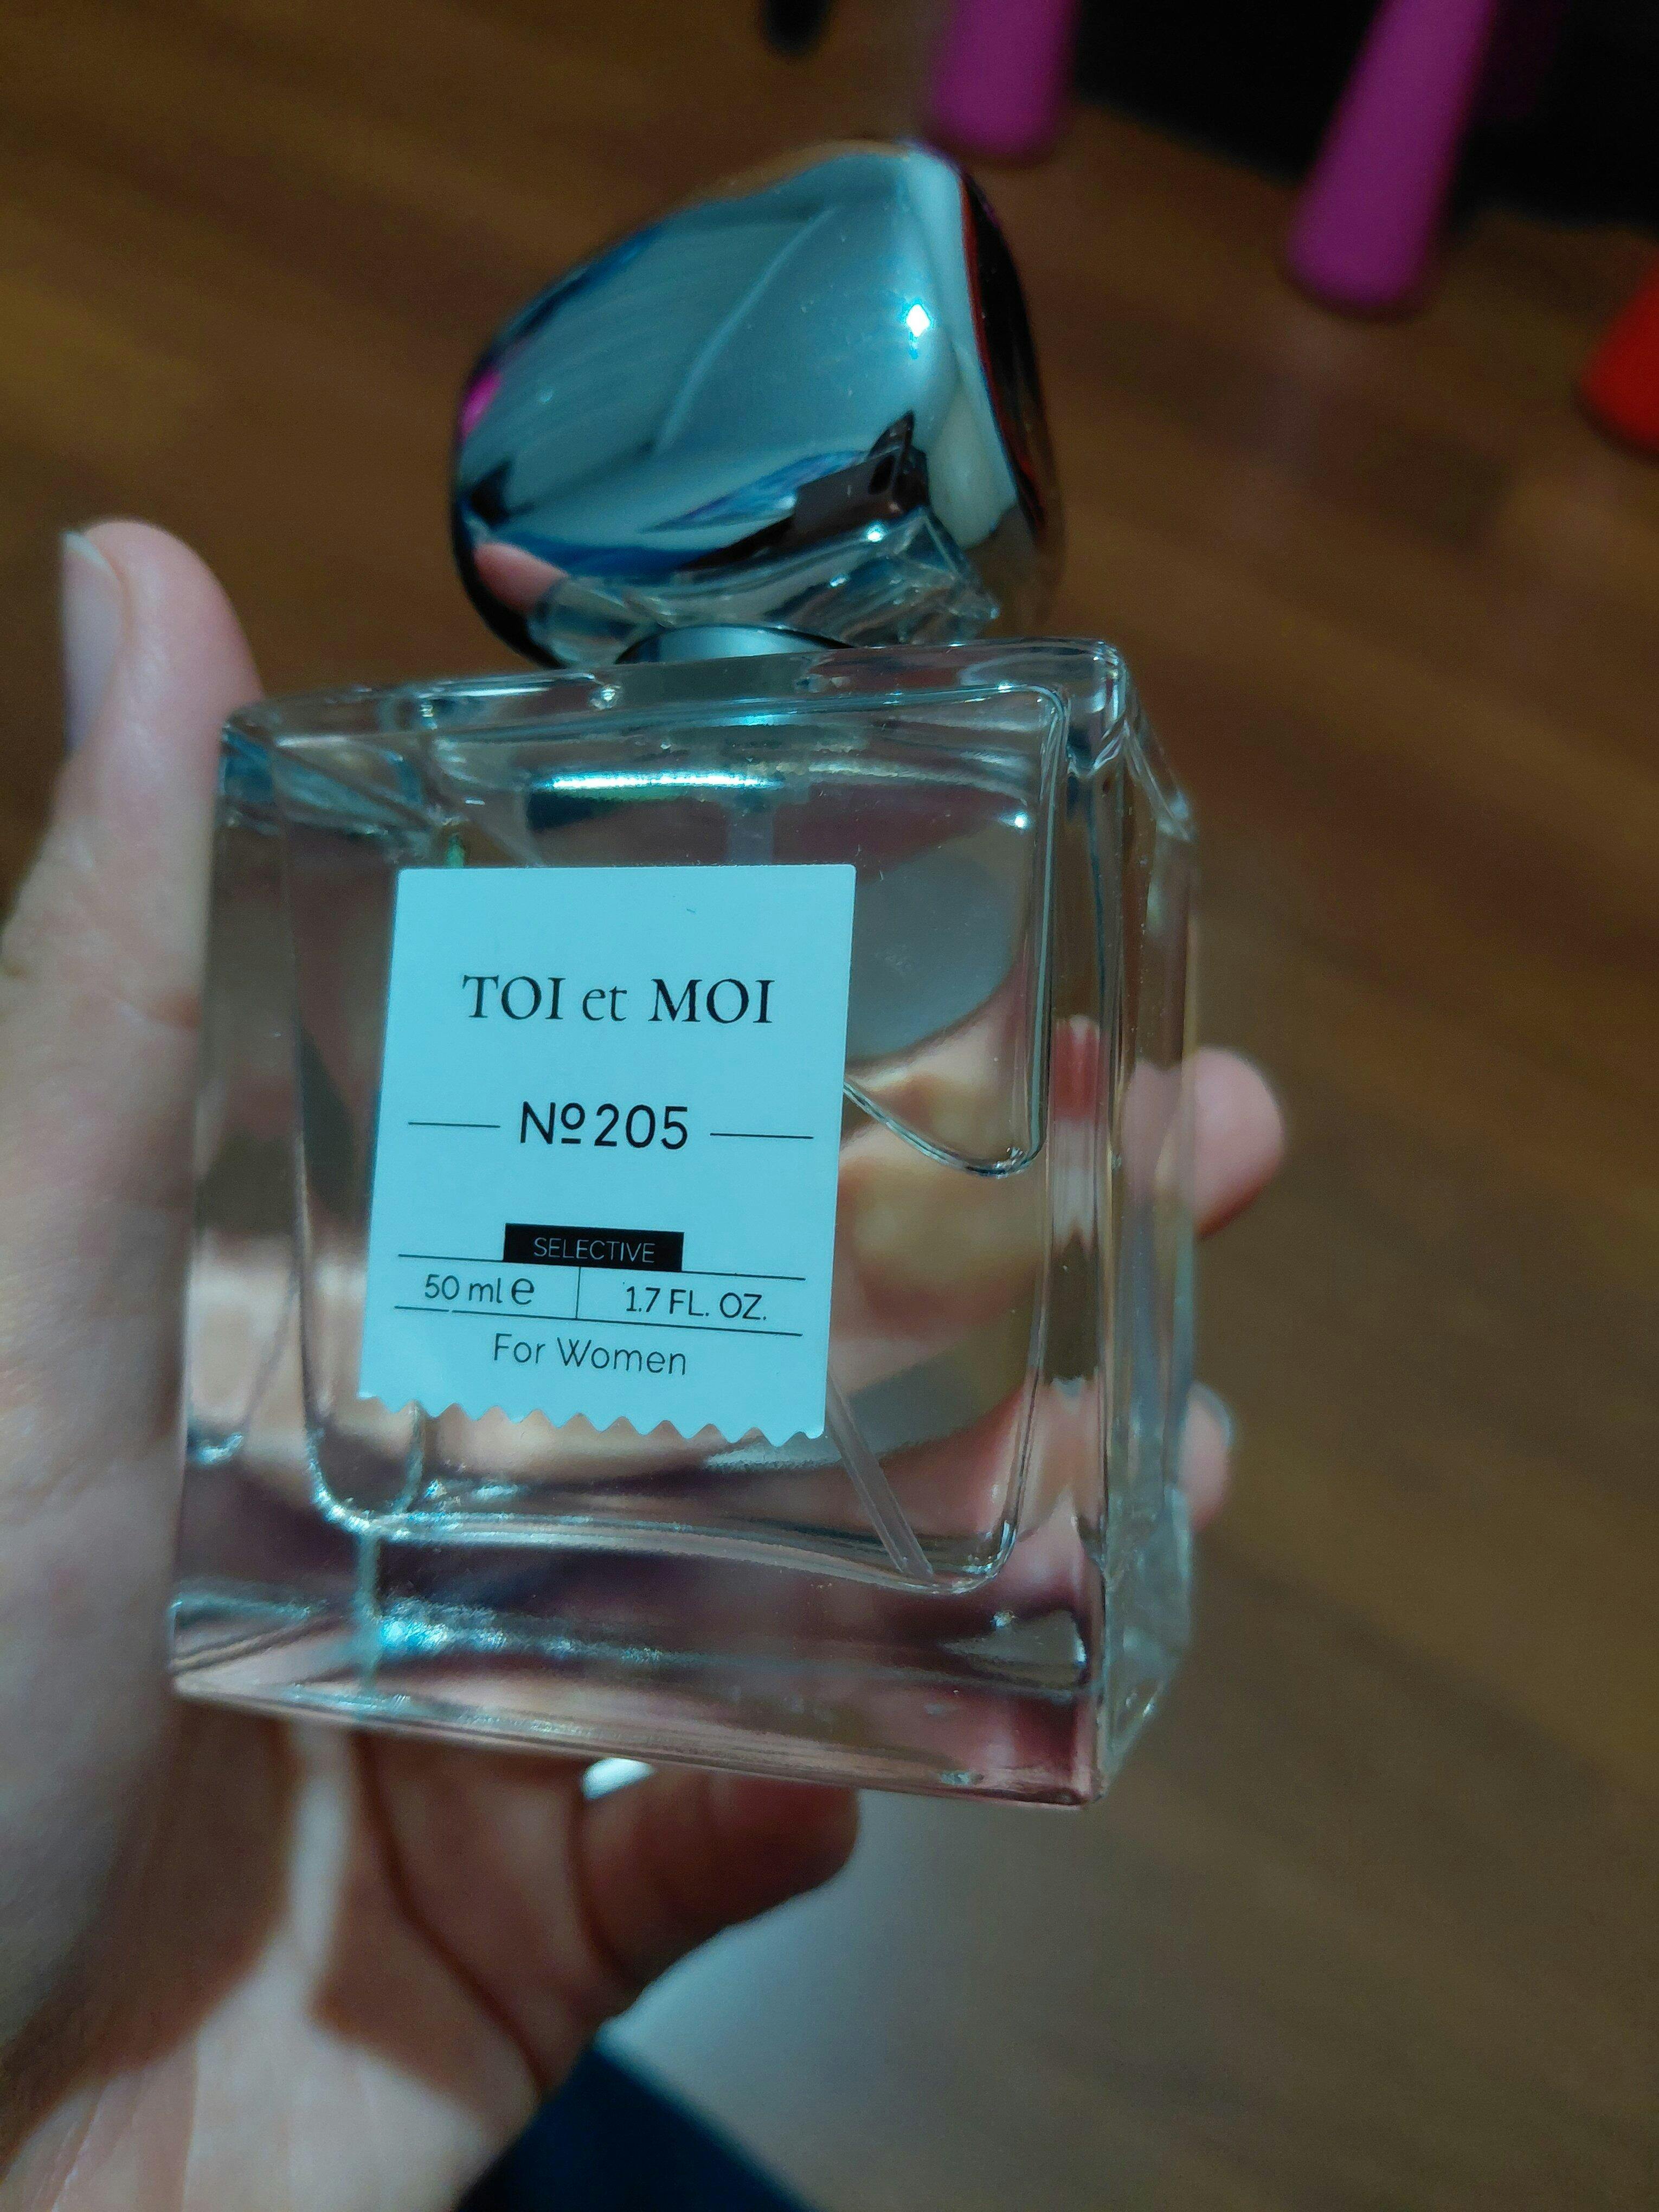 TOI et MOI
Nº205
SELECTIVE
50 ml ℮ 1.7 FL. OZ.
For Women